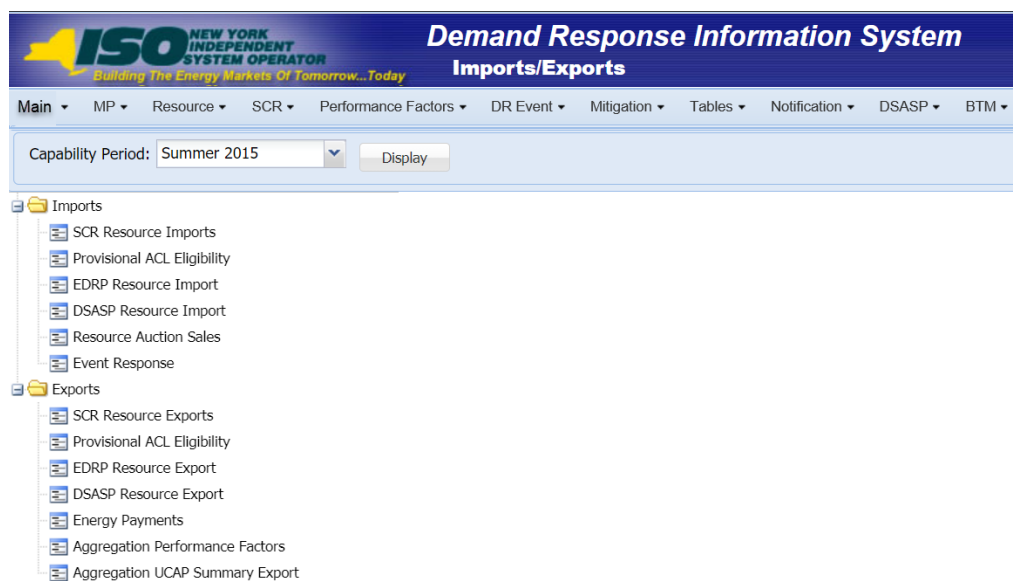 ISO NEW YORK
INDEPENDENT
SYSTEM OPERATOR
Building The Energy Markets Of Tomorrow...Today
Demand Response Information System
Imports/Exports
Main MP Resource SCR Performance Factors DR Event Mitigation Tables Notification DSASP BTM
Capability Period: Summer 2015 Display
Imports
SCR Resource Imports
Provisional ACL Eligibility
EDRP Resource Import
DSASP Resource Import
Resource Auction Sales
Event Response
Exports
SCR Resource Exports
Provisional ACL Eligibility
EDRP Resource Export
DSASP Resource Export
Energy Payments
Aggregation Performance Factors
Aggregation UCAP Summary Export